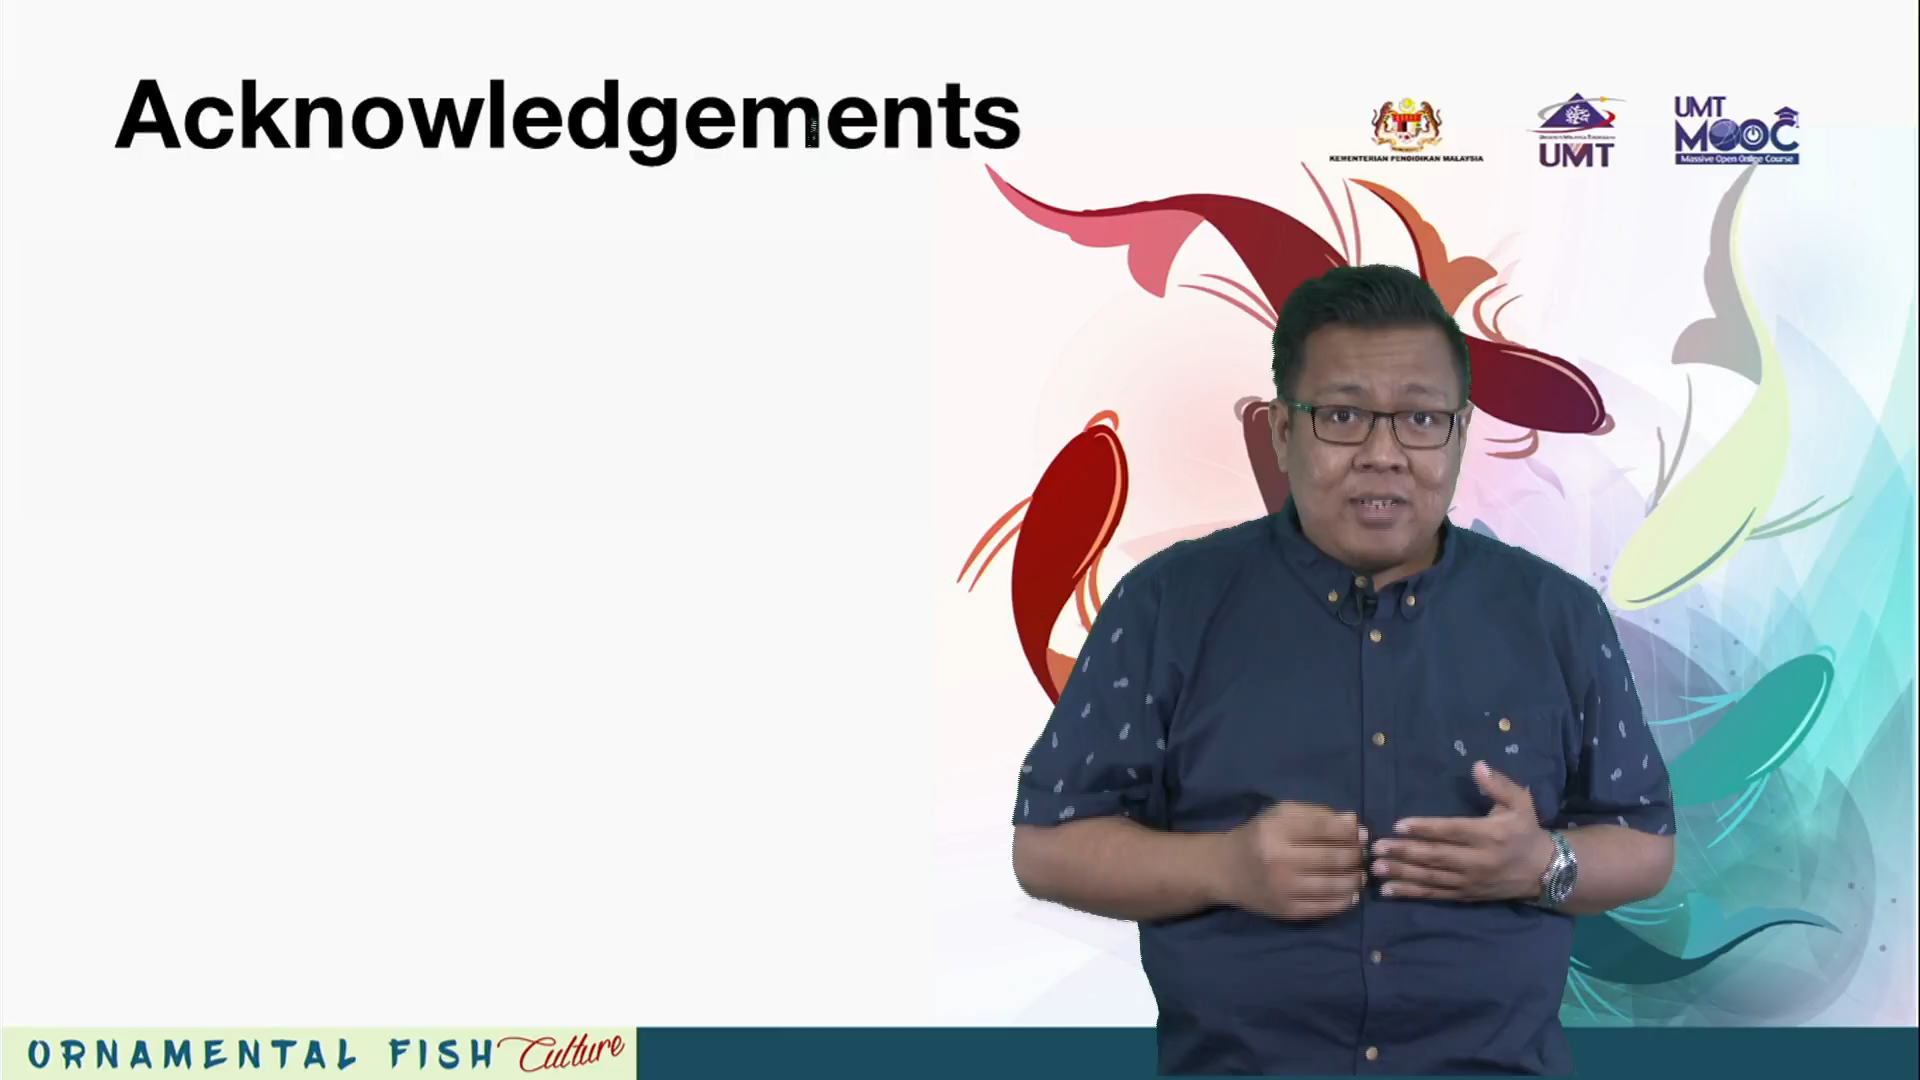 Acknowledgements
KEMENTERIAN PENDIDIKAN MALAYSIA
UMT
UMT
MOOC
Massive Open Online Course
ORNAMENTAL FISH Culture